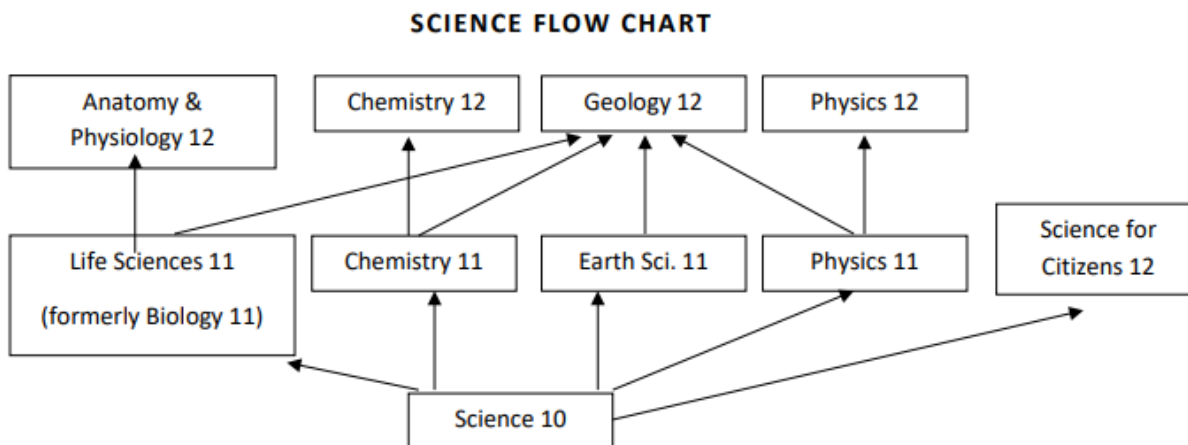 SCIENCE FLOW CHART
Anatomy &
Physiology 12
Chemistry 12
Geology 12
Physics 12
Life Sciences 11
(formerly Biology 11)
Chemistry 11
Earth Sci. 11
Physics 11
Science for
Citizens 12
Science 10